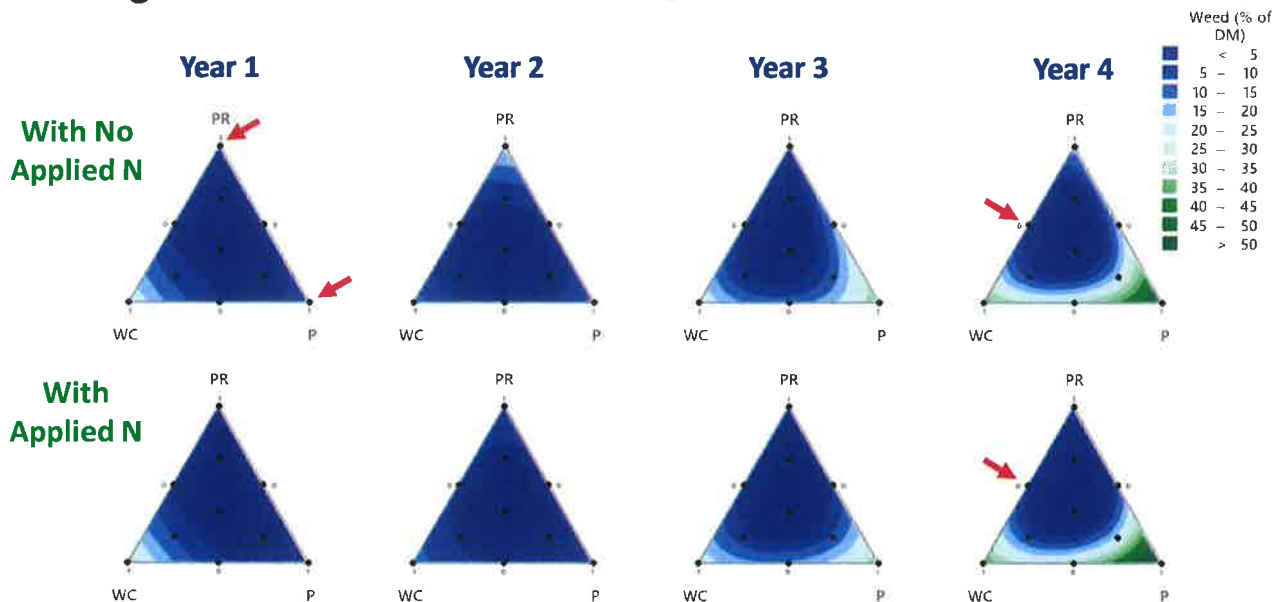 Weed (% of
DM)
< 5
5 – 10
10 – 15
15 – 20
20 – 25
25 – 30
30 – 35
35 – 40
40 – 45
45 – 50
> 50
Year 1
Year 2
Year 3
Year 4
With No
Applied N
PR
PR
PR
PR
WC
P
WC
P
WC
P
WC
P
With
Applied N
PR
PR
PR
PR
WC
P
WC
P
WC
P
WC
P